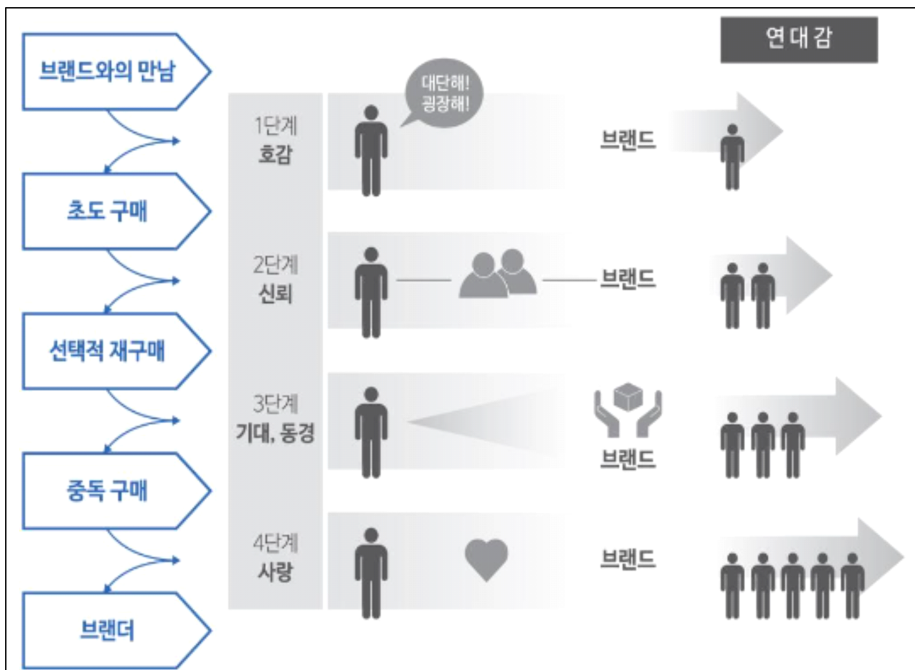 브랜드와의 만남
연대감
대단해!
굉장해!
1단계
호감
브랜드
초도 구매
2단계
신뢰
브랜드
선택적 재구매
3단계
기대, 동경
브랜드
중독 구매
4단계
사랑
브랜드
브랜더